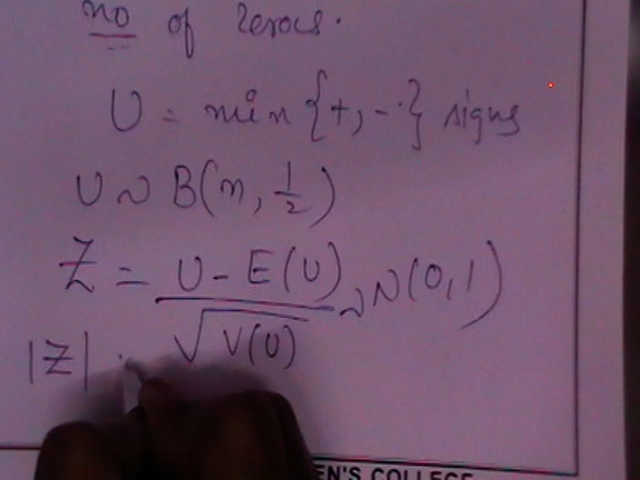 no of zeros.
U = min {+, -} signs
U ~ B(n, 1/2)
Z = U - E(U) / √V(U) ~ N(0,1)
|Z|
EN'S COLLEGE